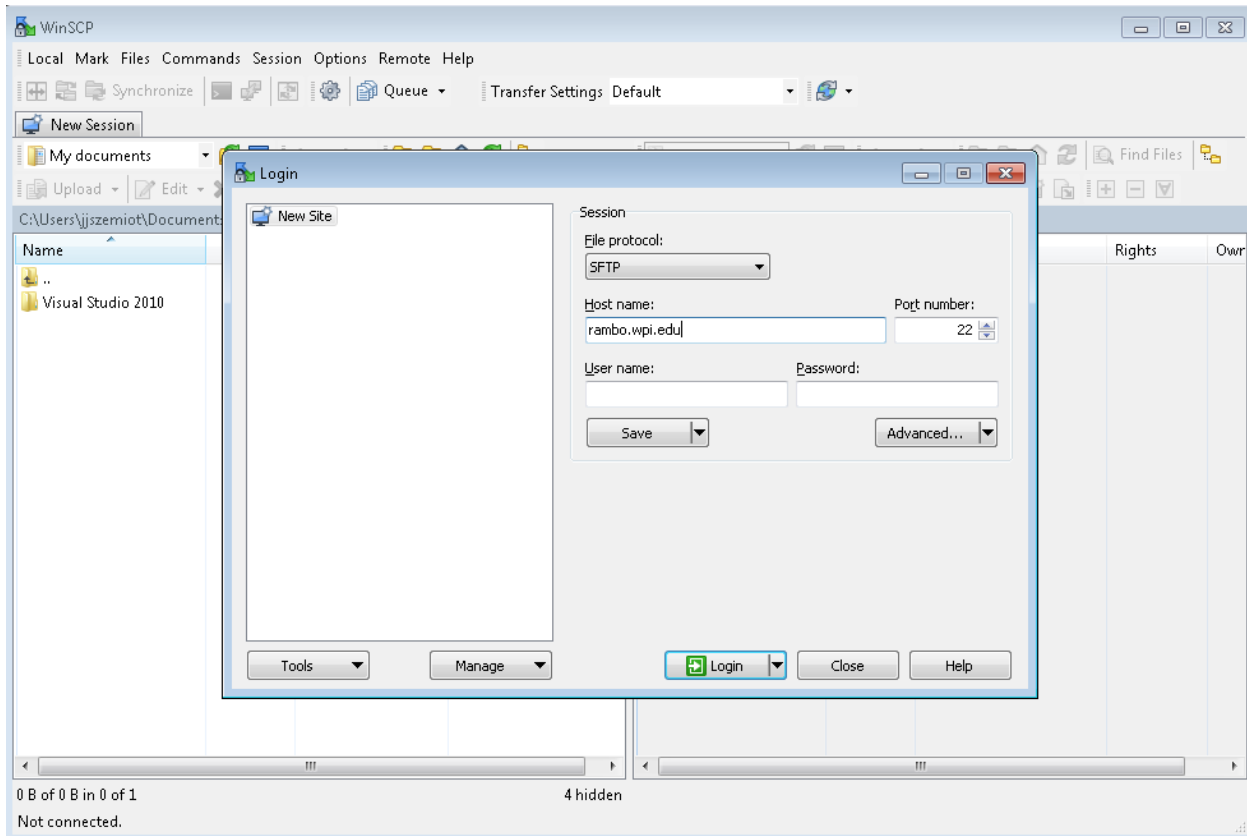 WinSCP
Local Mark Files Commands Session Options Remote Help
Synchronize Queue Transfer Settings Default
New Session
My documents Find Files
Upload Edit
C:\Users\jjszemiot\Document
Name Rights Owr
..
Visual Studio 2010
Login
New Site
Session
File protocol:
SFTP
Host name: Port number:
rambo.wpi.edu 22
User name: Password:
Save Advanced...
Tools Manage Login Close Help
0 B of 0 B in 0 of 1 4 hidden
Not connected.